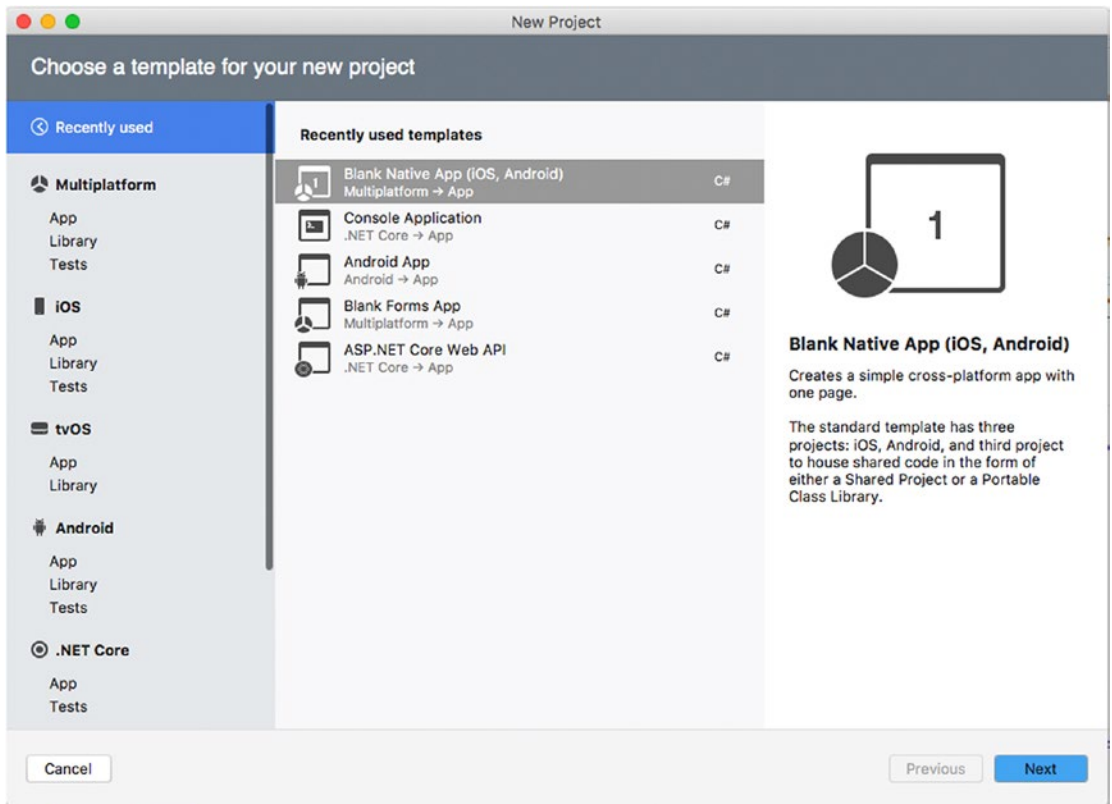 New Project
Choose a template for your new project
Recently used
Multiplatform
App
Library
Tests
iOS
App
Library
Tests
tvOS
App
Library
Android
App
Library
Tests
.NET Core
App
Tests
Recently used templates
Blank Native App (iOS, Android)
Multiplatform → App
C#
Console Application
.NET Core → App
C#
Android App
Android → App
C#
Blank Forms App
Multiplatform → App
C#
ASP.NET Core Web API
.NET Core → App
C#
1
Blank Native App (iOS, Android)
Creates a simple cross-platform app with
one page.
The standard template has three
projects: iOS, Android, and third project
to house shared code in the form of
either a Shared Project or a Portable
Class Library.
Cancel
Previous
Next